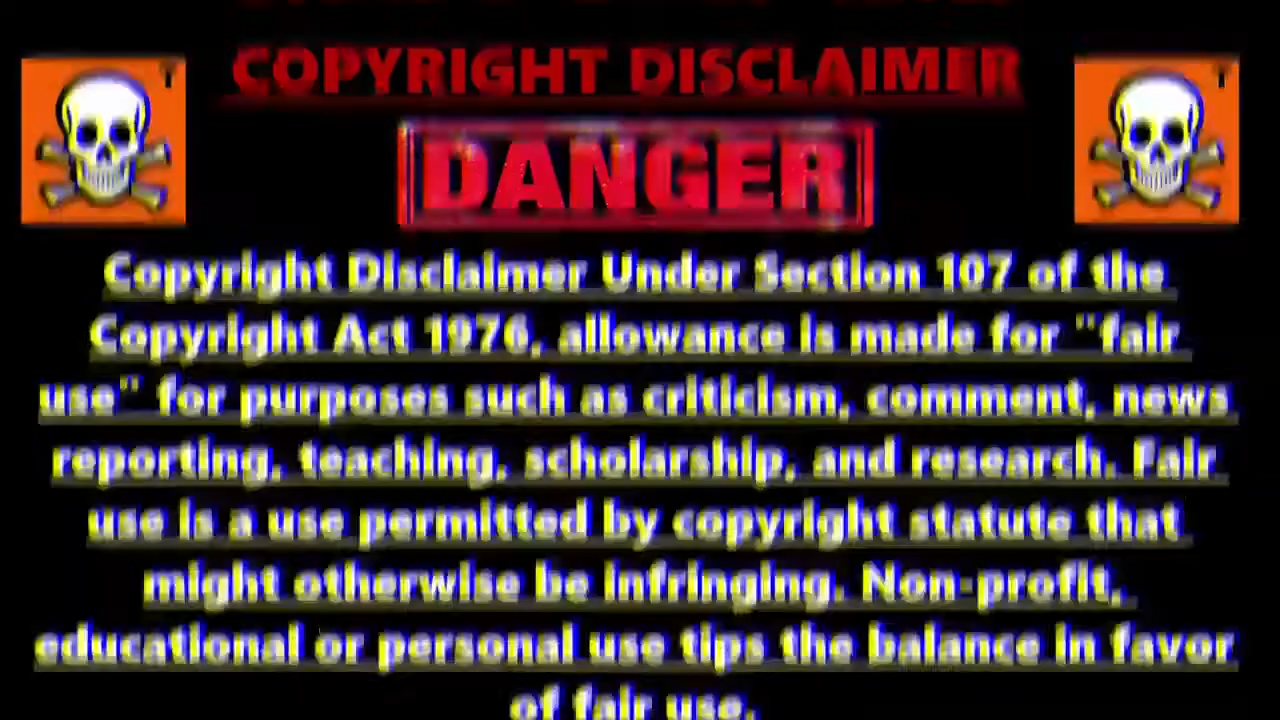 COPYRIGHT DISCLAIMER
DANGER
Copyright Disclaimer Under Section 107 of the
Copyright Act 1976, allowance is made for "fair
use" for purposes such as criticism, comment, news
reporting, teaching, scholarship, and research. Fair
use is a use permitted by copyright statute that
might otherwise be infringing. Non-profit,
educational or personal use tips the balance in favor
of fair use.